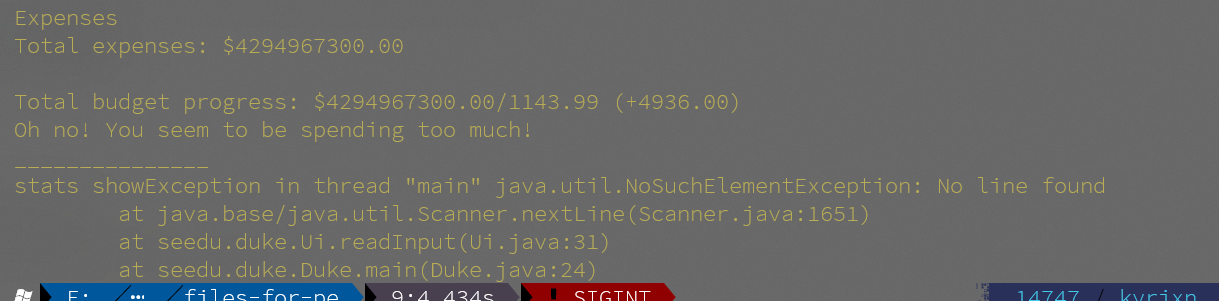 Expenses
Total expenses: $4294967300.00
Total budget progress: $4294967300.00/1143.99 (+4936.00)
Oh no! You seem to be spending too much!
_______________
stats showException in thread "main" java.util.NoSuchElementException: No line found
at java.base/java.util.Scanner.nextLine(Scanner.java:1651)
at seedu.duke.Ui.readInput(Ui.java:31)
at seedu.duke.Duke.main(Duke.java:24)
files-for-pe 9:4.434s ! SIGINT 14747 / kyrixn